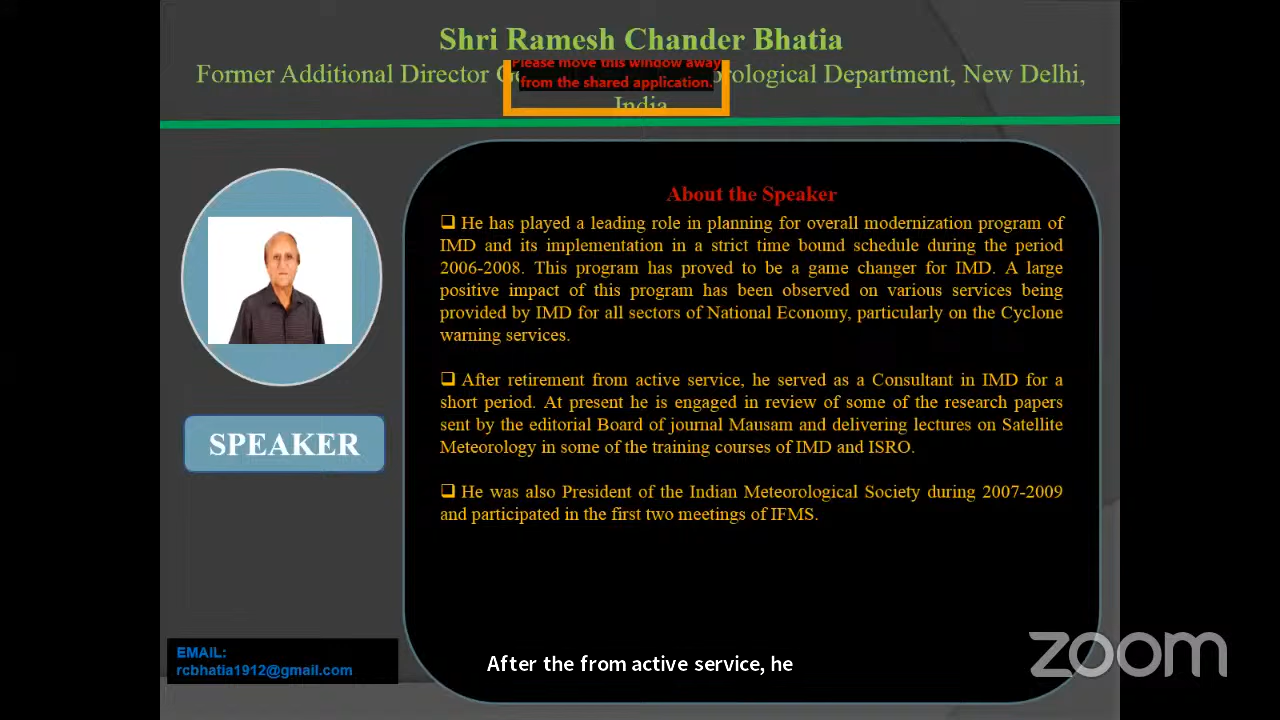 Shri Ramesh Chander Bhatia
Former Additional Director Please move this window away rological Department, New Delhi,
from the shared application.
India
About the Speaker
❑ He has played a leading role in planning for overall modernization program of
IMD and its implementation in a strict time bound schedule during the period
2006-2008. This program has proved to be a game changer for IMD. A large
positive impact of this program has been observed on various services being
provided by IMD for all sectors of National Economy, particularly on the Cyclone
warning services.
❑ After retirement from active service, he served as a Consultant in IMD for a
short period. At present he is engaged in review of some of the research papers
sent by the editorial Board of journal Mausam and delivering lectures on Satellite
Meteorology in some of the training courses of IMD and ISRO.
❑ He was also President of the Indian Meteorological Society during 2007-2009
and participated in the first two meetings of IFMS.
SPEAKER
EMAIL:
rcbhatia1912@gmail.com
After the from active service, he
zoom